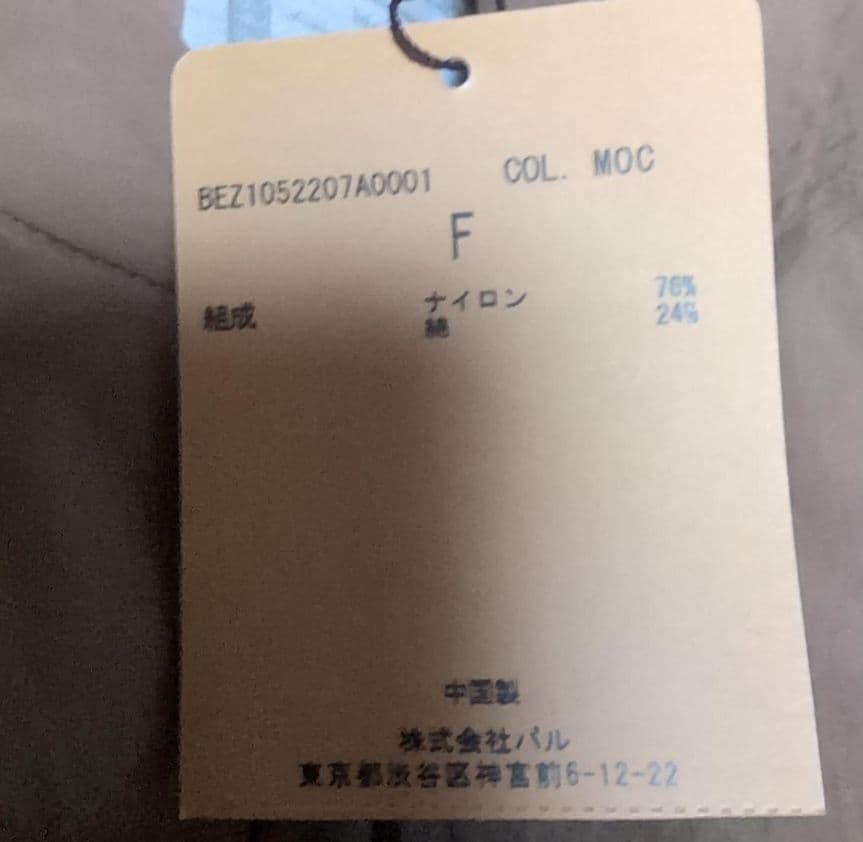 BEZ1052207A0001 COL. MOC
F
組成 ナイロン 76%
綿 24%
中国製
株式会社パル
東京都渋谷区神宮前6-12-22